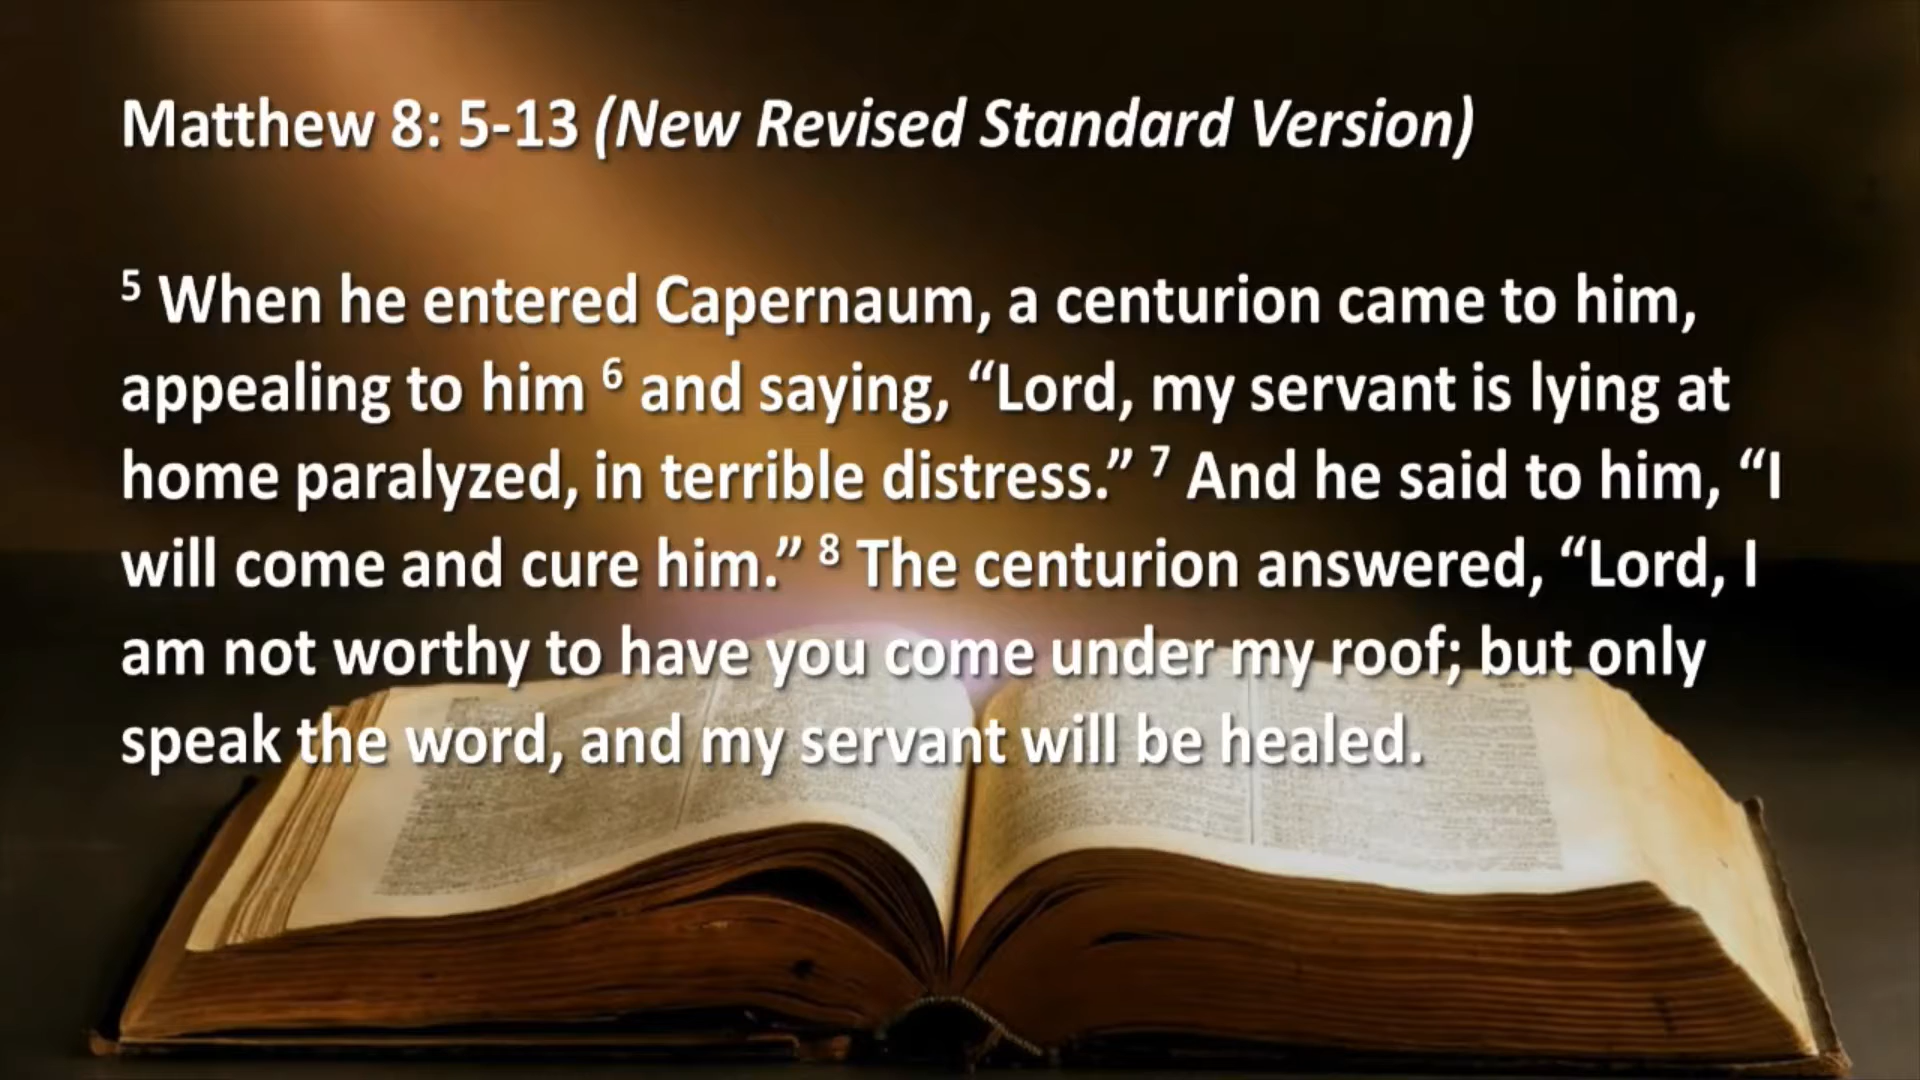 Matthew 8: 5-13 (New Revised Standard Version)
⁵ When he entered Capernaum, a centurion came to him,
appealing to him ⁶ and saying, “Lord, my servant is lying at
home paralyzed, in terrible distress.” ⁷ And he said to him, “I
will come and cure him.” ⁸ The centurion answered, “Lord, I
am not worthy to have you come under my roof; but only
speak the word, and my servant will be healed.